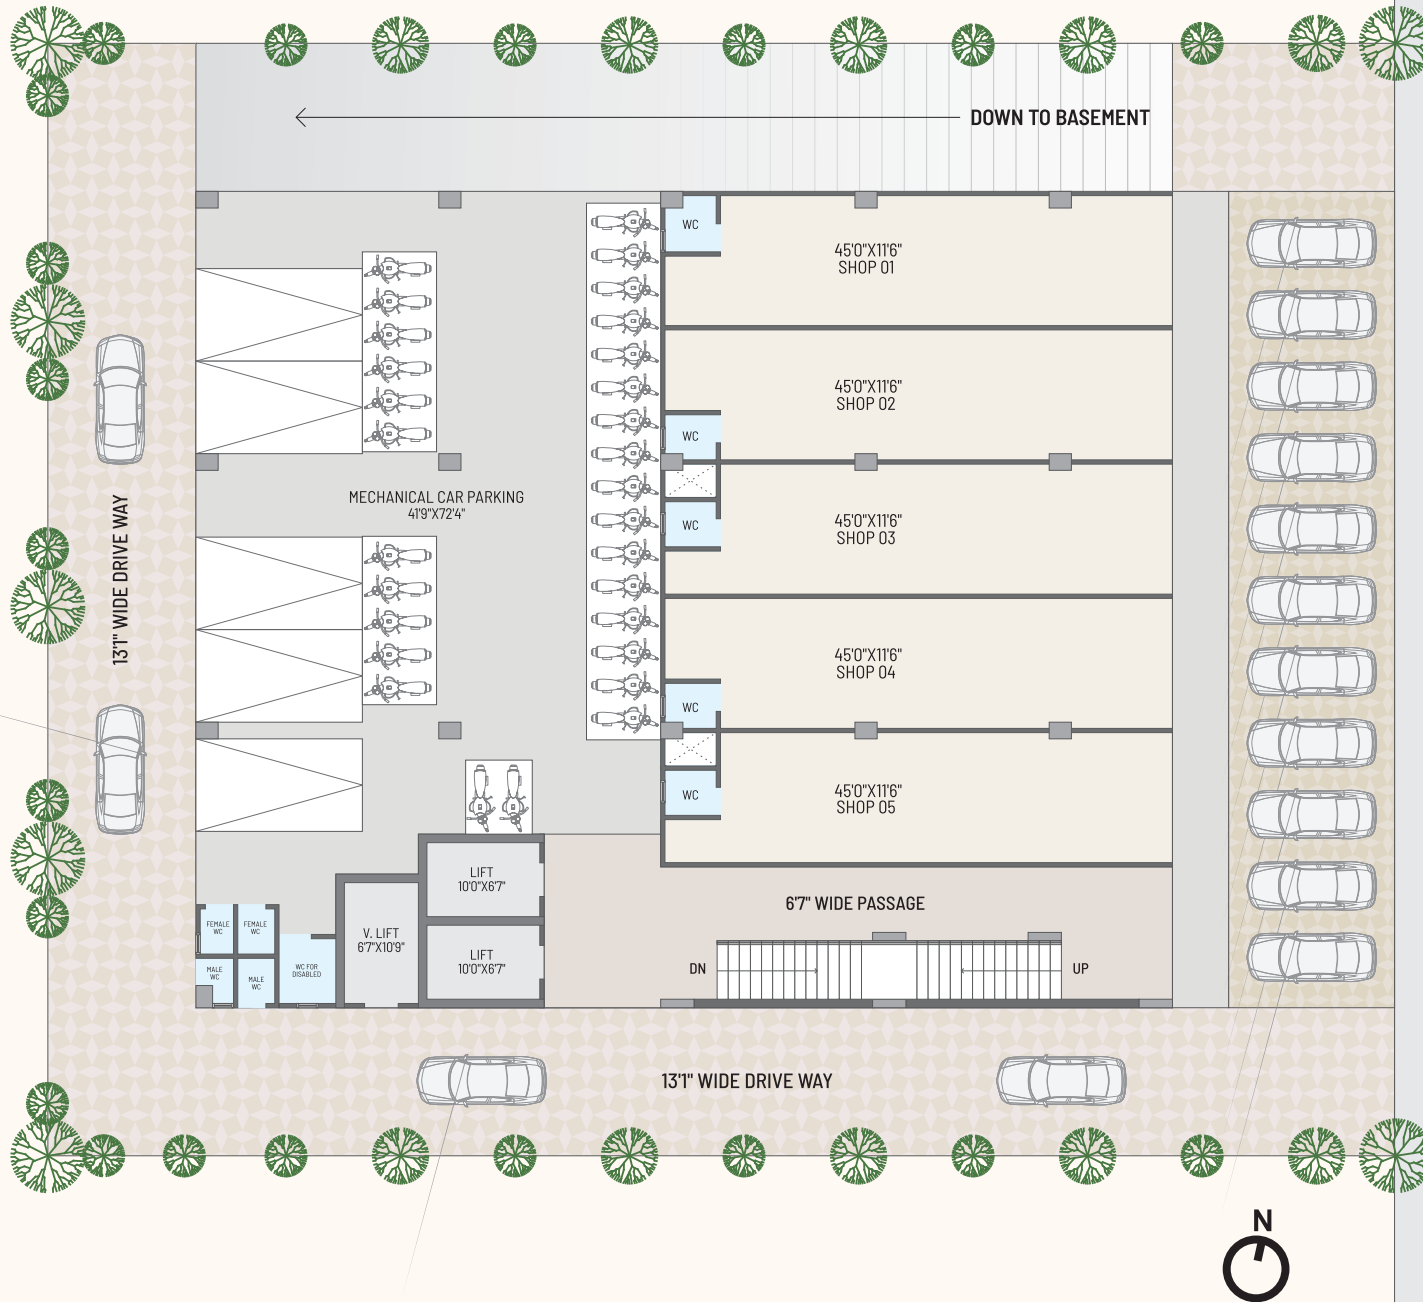 DOWN TO BASEMENT
WC
45'0"X11'6"
SHOP 01
45'0"X11'6"
SHOP 02
WC
MECHANICAL CAR PARKING
41'9"X72'4"
45'0"X11'6"
SHOP 03
WC
13'1" WIDE DRIVE WAY
45'0"X11'6"
SHOP 04
WC
45'0"X11'6"
SHOP 05
WC
LIFT
10'0"X6'7"
6'7" WIDE PASSAGE
FEMALE
WC
FEMALE
WC
V. LIFT
6'7"X10'9"
LIFT
10'0"X6'7"
MALE
WC
MALE
WC
WC FOR
DISABLED
DN
UP
13'1" WIDE DRIVE WAY
N